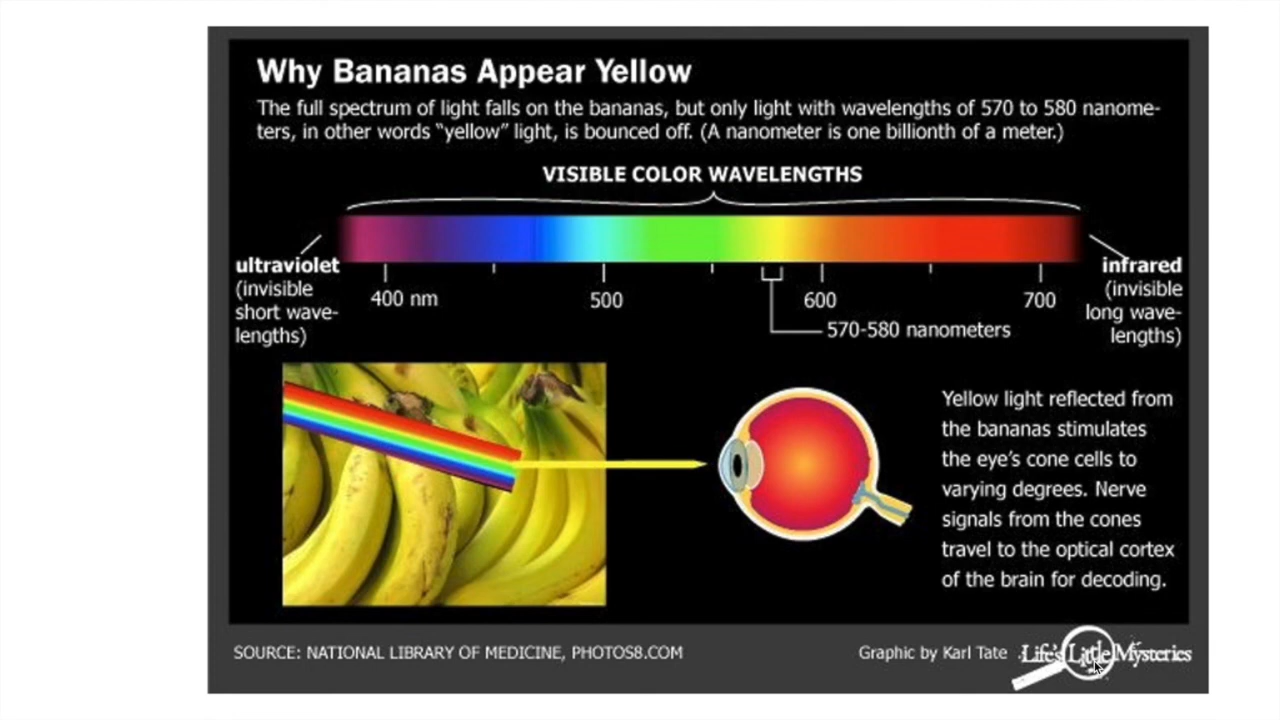 Why Bananas Appear Yellow
The full spectrum of light falls on the bananas, but only light with wavelengths of 570 to 580 nanome-
ters, in other words “yellow” light, is bounced off. (A nanometer is one billionth of a meter.)
VISIBLE COLOR WAVELENGTHS
ultraviolet
(invisible
short wave-
lengths)
400 nm
500
600
700
570-580 nanometers
infrared
(invisible
long wave-
lengths)
Yellow light reflected from
the bananas stimulates
the eye’s cone cells to
varying degrees. Nerve
signals from the cones
travel to the optical cortex
of the brain for decoding.
SOURCE: NATIONAL LIBRARY OF MEDICINE, PHOTOS8.COM
Graphic by Karl Tate
Life's Little Mysteries